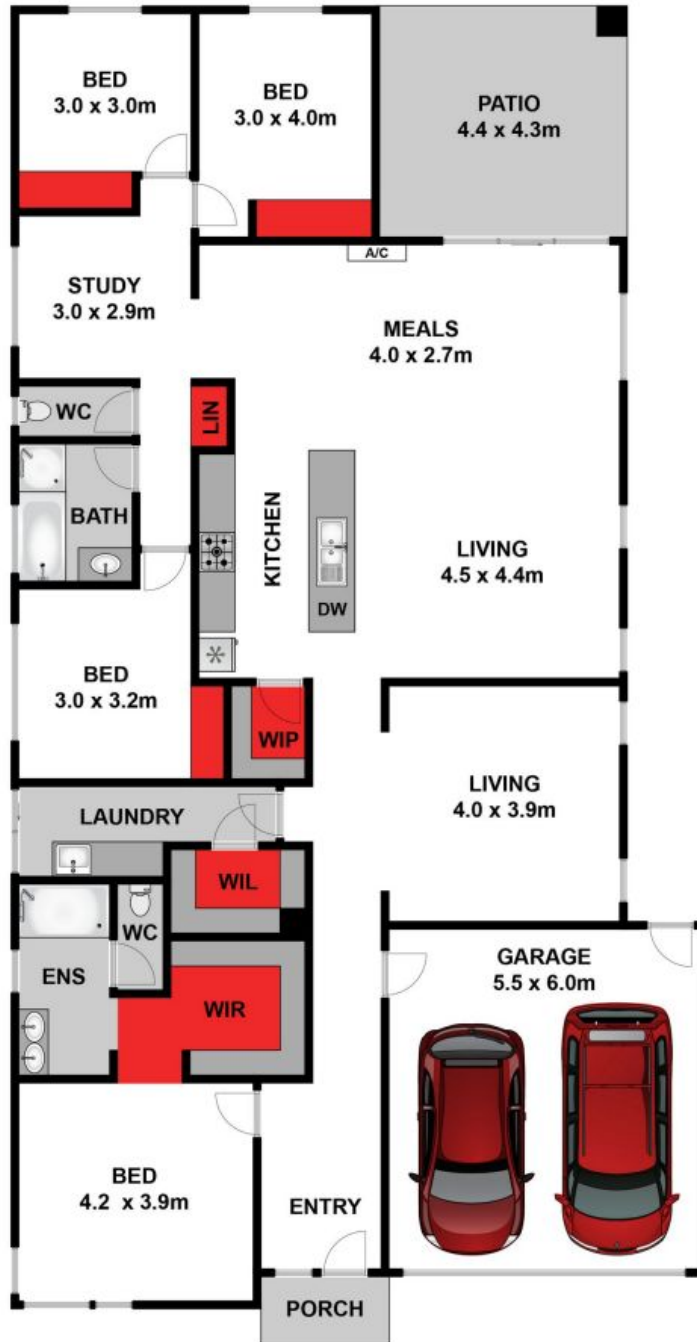 BED
3.0 x 3.0m
BED
3.0 x 4.0m
PATIO
4.4 x 4.3m
A/C
STUDY
3.0 x 2.9m
MEALS
4.0 x 2.7m
WC
LIN
BATH
KITCHEN
LIVING
4.5 x 4.4m
DW
BED
3.0 x 3.2m
WIP
LIVING
4.0 x 3.9m
LAUNDRY
WIL
WC
ENS
WIR
GARAGE
5.5 x 6.0m
BED
4.2 x 3.9m
ENTRY
PORCH